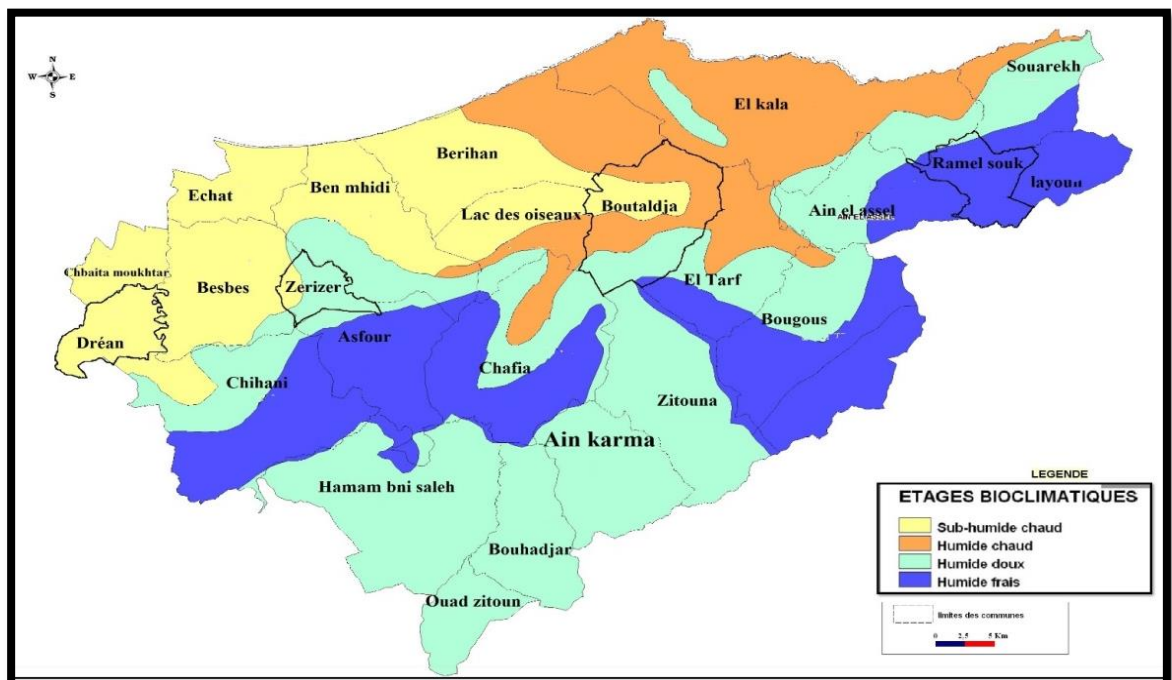 N
W E
S
Souarekh
El kala
Ramel souk
layoun
Berihan
Echat
Ben mhidi
Boutaldja
Lac des oiseaux
Ain el assel
AIN EL ASSEL
Chbaita moukhtar
Besbes
Zerizer
El Tarf
Bougous
Dréan
Asfour
Chihani
Chafia
Zitouna
Ain karma
Hamam bni saleh
Bouhadjar
Ouad zitoun
LEGENDE
ETAGES BIOCLIMATIQUES
Sub-humide chaud
Humide chaud
Humide doux
Humide frais
limites des communes
0 2,5 5 Km